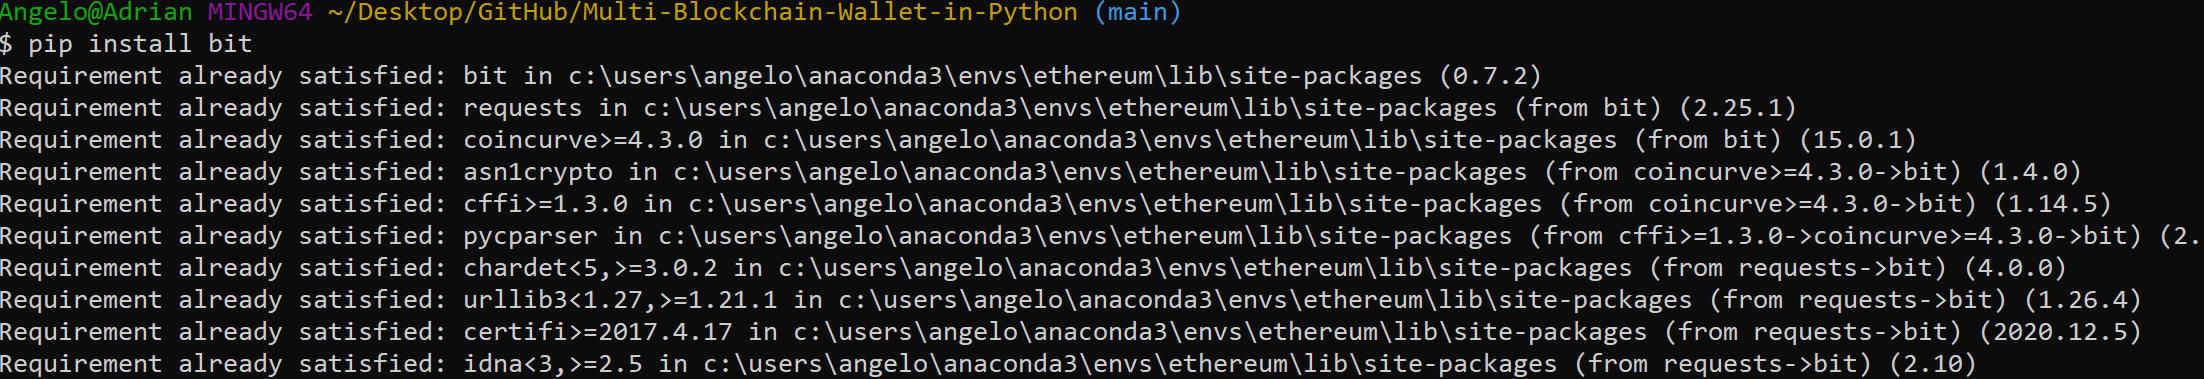 Angelo@Adrian MINGW64 ~/Desktop/GitHub/Multi-Blockchain-Wallet-in-Python (main)
$ pip install bit
Requirement already satisfied: bit in c:\users\angelo\anaconda3\envs\ethereum\lib\site-packages (0.7.2)
Requirement already satisfied: requests in c:\users\angelo\anaconda3\envs\ethereum\lib\site-packages (from bit) (2.25.1)
Requirement already satisfied: coincurve>=4.3.0 in c:\users\angelo\anaconda3\envs\ethereum\lib\site-packages (from bit) (15.0.1)
Requirement already satisfied: asn1crypto in c:\users\angelo\anaconda3\envs\ethereum\lib\site-packages (from coincurve>=4.3.0->bit) (1.4.0)
Requirement already satisfied: cffi>=1.3.0 in c:\users\angelo\anaconda3\envs\ethereum\lib\site-packages (from coincurve>=4.3.0->bit) (1.14.5)
Requirement already satisfied: pycparser in c:\users\angelo\anaconda3\envs\ethereum\lib\site-packages (from cffi>=1.3.0->coincurve>=4.3.0->bit) (2.
Requirement already satisfied: chardet<5,>=3.0.2 in c:\users\angelo\anaconda3\envs\ethereum\lib\site-packages (from requests->bit) (4.0.0)
Requirement already satisfied: urllib3<1.27,>=1.21.1 in c:\users\angelo\anaconda3\envs\ethereum\lib\site-packages (from requests->bit) (1.26.4)
Requirement already satisfied: certifi>=2017.4.17 in c:\users\angelo\anaconda3\envs\ethereum\lib\site-packages (from requests->bit) (2020.12.5)
Requirement already satisfied: idna<3,>=2.5 in c:\users\angelo\anaconda3\envs\ethereum\lib\site-packages (from requests->bit) (2.10)